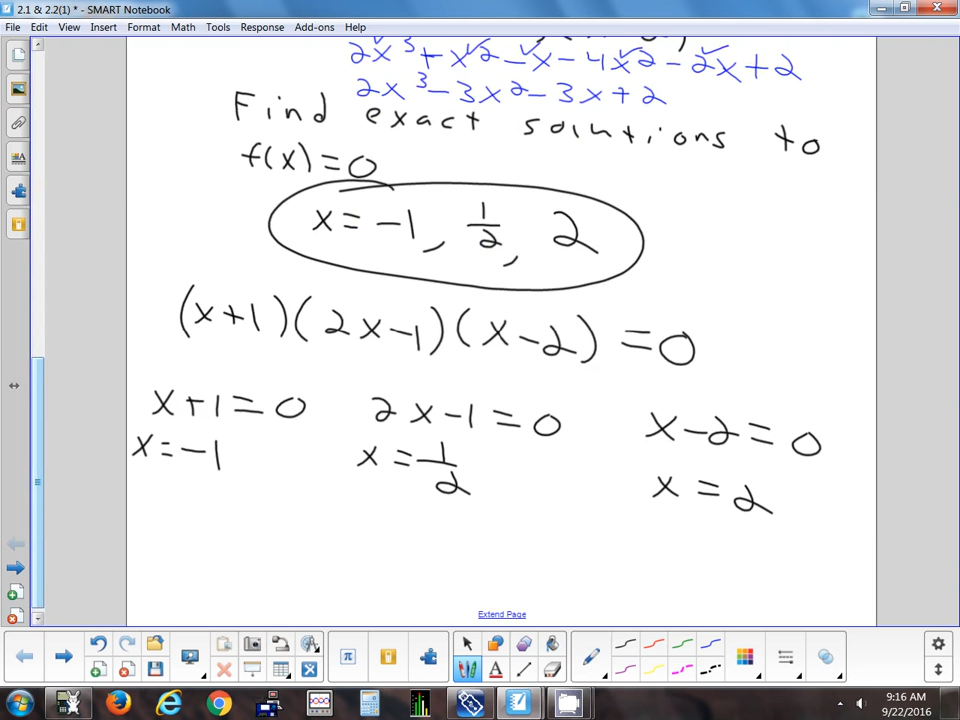 2.1 & 2.2(1) * - SMART Notebook
File Edit View Insert Format Math Tools Response Add-ons Help
2x³ + x² - x - 4x² - 2x + 2
2x³ - 3x² - 3x + 2
Find exact solutions to
f(x) = 0
x = -1, 1/2, 2
(x+1)(2x-1)(x-2) = 0
x+1 = 0 2x-1 = 0 x-2 = 0
x = -1 x = 1/2 x = 2
Extend Page
9:16 AM
9/22/2016